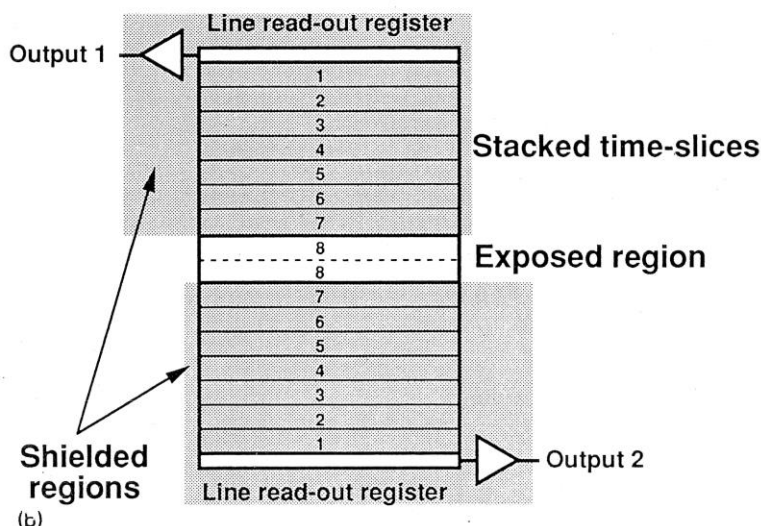 Line read-out register
Output 1
1
2
3
4
Stacked time-slices
5
6
7
8
Exposed region
8
7
6
5
4
3
2
1
Output 2
Shielded
regions
Line read-out register
(b)